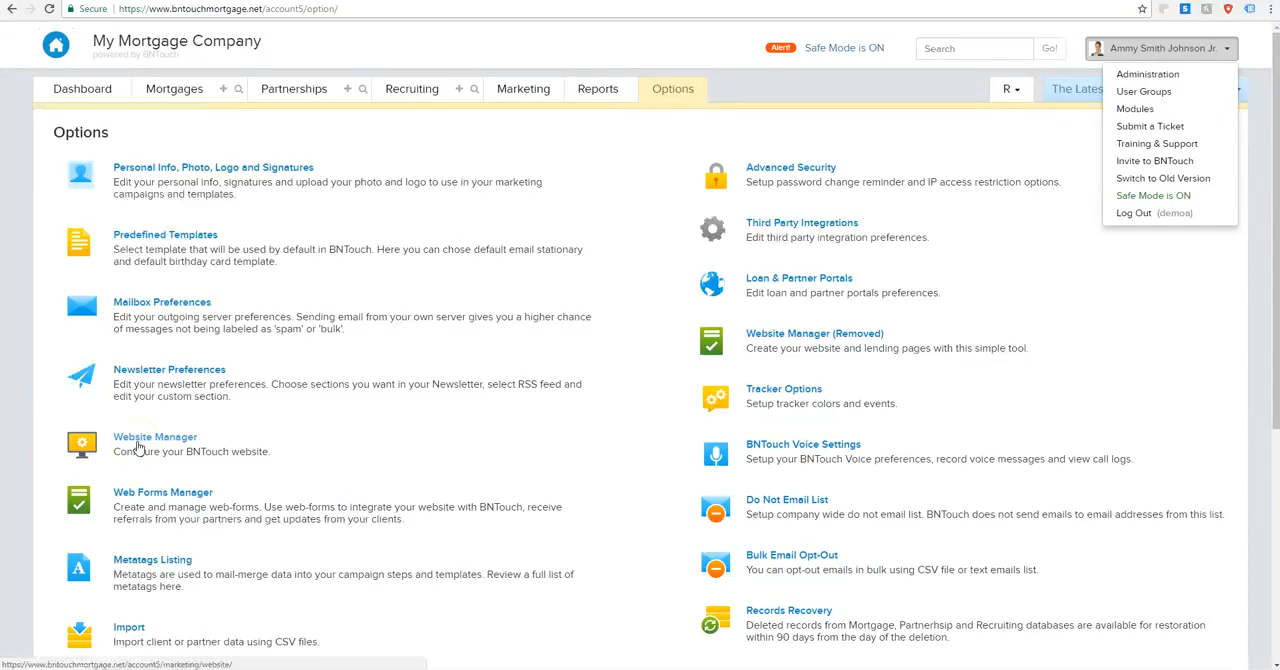 Secure https://www.bntouchmortgage.net/account5/option/
My Mortgage Company
powered by BNTouch
Alert! Safe Mode is ON
Search Go!
Ammy Smith Johnson Jr.
Dashboard Mortgages Partnerships Recruiting Marketing Reports Options R The Lates
Administration
User Groups
Modules
Submit a Ticket
Training & Support
Invite to BNTouch
Switch to Old Version
Safe Mode is ON
Log Out (demoa)
Options
Personal Info, Photo, Logo and Signatures
Edit your personal info, signatures and upload your photo and logo to use in your marketing
campaigns and templates.
Predefined Templates
Select template that will be used by default in BNTouch. Here you can chose default email stationary
and default birthday card template.
Mailbox Preferences
Edit your outgoing server preferences. Sending email from your own server gives you a higher chance
of messages not being labeled as 'spam' or 'bulk'.
Newsletter Preferences
Edit your newsletter preferences. Choose sections you want in your Newsletter, select RSS feed and
edit your custom section.
Website Manager
Configure your BNTouch website.
Web Forms Manager
Create and manage web-forms. Use web-forms to integrate your website with BNTouch, receive
referrals from your partners and get updates from your clients.
Metatags Listing
Metatags are used to mail-merge data into your campaign steps and templates. Review a full list of
metatags here.
Import
Import client or partner data using CSV files.
Advanced Security
Setup password change reminder and IP access restriction options.
Third Party Integrations
Edit third party integration preferences.
Loan & Partner Portals
Edit loan and partner portals preferences.
Website Manager (Removed)
Create your website and lending pages with this simple tool.
Tracker Options
Setup tracker colors and events.
BNTouch Voice Settings
Setup your BNTouch Voice preferences, record voice messages and view call logs.
Do Not Email List
Setup company wide do not email list. BNTouch does not send emails to email addresses from this list.
Bulk Email Opt-Out
You can opt-out emails in bulk using CSV file or text emails list.
Records Recovery
Deleted records from Mortgage, Partnerhsip and Recruiting databases are available for restoration
within 90 days from the day of the deletion.
https://www.bntouchmortgage.net/account5/marketing/website/